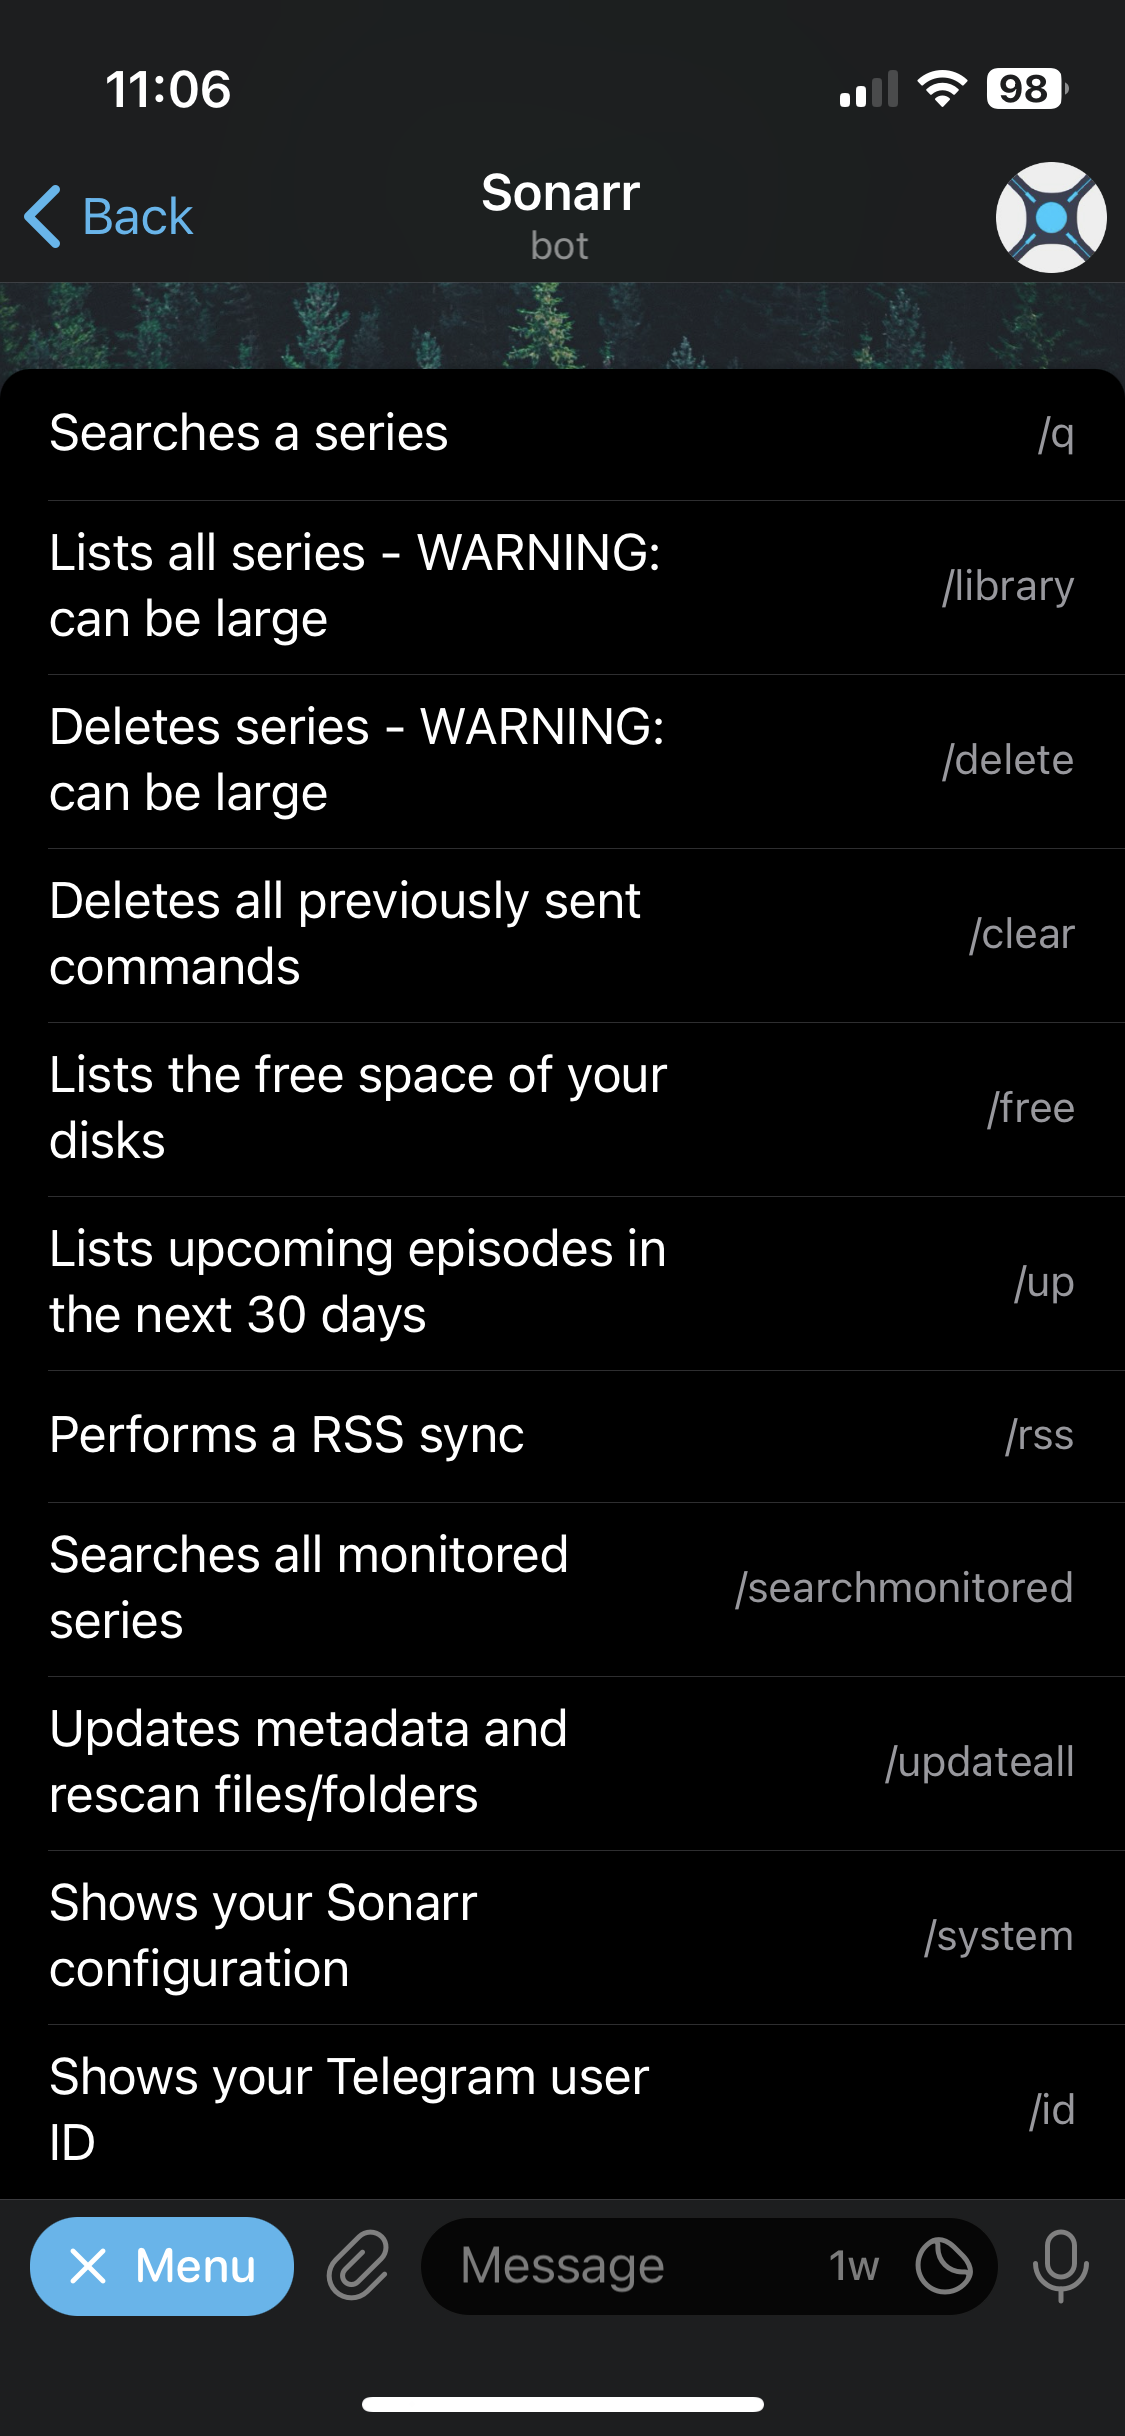 11:06
98
Back
Sonarr
bot
Searches a series
/q
Lists all series - WARNING:
can be large
/library
Deletes series - WARNING:
can be large
/delete
Deletes all previously sent
commands
/clear
Lists the free space of your
disks
/free
Lists upcoming episodes in
the next 30 days
/up
Performs a RSS sync
/rss
Searches all monitored
series
/searchmonitored
Updates metadata and
rescan files/folders
/updateall
Shows your Sonarr
configuration
/system
Shows your Telegram user
ID
/id
Menu
Message
1w